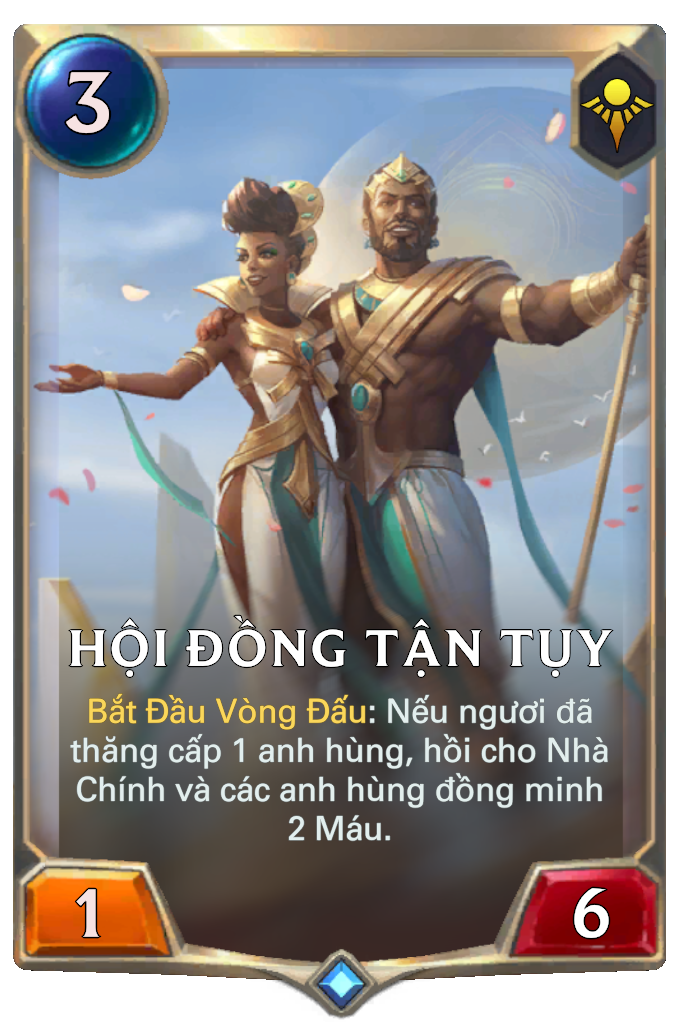 3
HỘI ĐỒNG TẬN TỤY
Bắt Đầu Vòng Đấu: Nếu ngươi đã
thăng cấp 1 anh hùng, hồi cho Nhà
Chính và các anh hùng đồng minh
2 Máu.
1
6